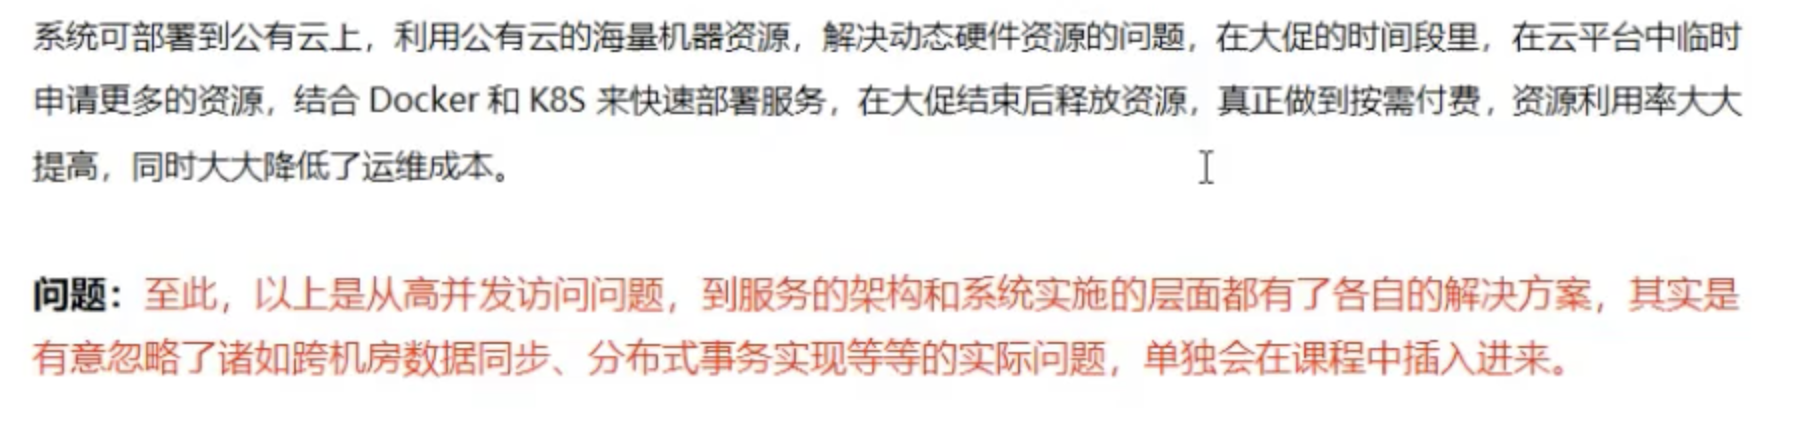 系统可部署到公有云上，利用公有云的海量机器资源，解决动态硬件资源的问题，在大促的时间段里，在云平台中临时
申请更多的资源，结合 Docker 和 K8S 来快速部署服务，在大促结束后释放资源，真正做到按需付费，资源利用率大大
提高，同时大大降低了运维成本。
问题：至此，以上是从高并发访问问题，到服务的架构和系统实施的层面都有了各自的解决方案，其实是
有意忽略了诸如跨机房数据同步、分布式事务实现等等的实际问题，单独会在课程中插入进来。